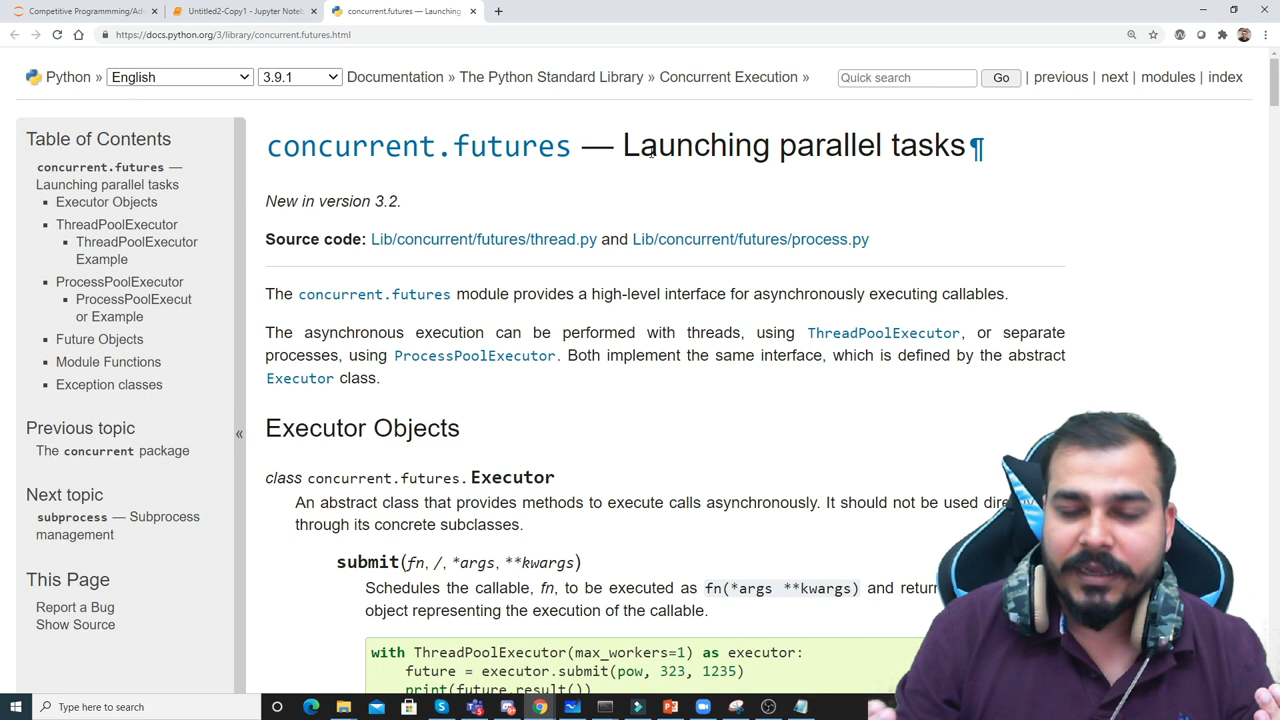 Competitive Programmming/Adv
Untitled2-Copy1 - Jupyter Noteb
concurrent.futures — Launching
https://docs.python.org/3/library/concurrent.futures.html
Python » English 3.9.1 Documentation » The Python Standard Library » Concurrent Execution » Quick search Go | previous | next | modules | index
Table of Contents
concurrent.futures —
Launching parallel tasks
Executor Objects
ThreadPoolExecutor
ThreadPoolExecutor
Example
ProcessPoolExecutor
ProcessPoolExecut
or Example
Future Objects
Module Functions
Exception classes
Previous topic
The concurrent package
Next topic
subprocess — Subprocess
management
This Page
Report a Bug
Show Source
«
concurrent.futures — Launching parallel tasks¶
New in version 3.2.
Source code: Lib/concurrent/futures/thread.py and Lib/concurrent/futures/process.py
The concurrent.futures module provides a high-level interface for asynchronously executing callables.
The asynchronous execution can be performed with threads, using ThreadPoolExecutor, or separate
processes, using ProcessPoolExecutor. Both implement the same interface, which is defined by the abstract
Executor class.
Executor Objects
class concurrent.futures.Executor
An abstract class that provides methods to execute calls asynchronously. It should not be used dire
through its concrete subclasses.
submit(fn, /, *args, **kwargs)
Schedules the callable, fn, to be executed as fn(*args **kwargs) and return
object representing the execution of the callable.
with ThreadPoolExecutor(max_workers=1) as executor:
future = executor.submit(pow, 323, 1235)
print(future.result())
Type here to search